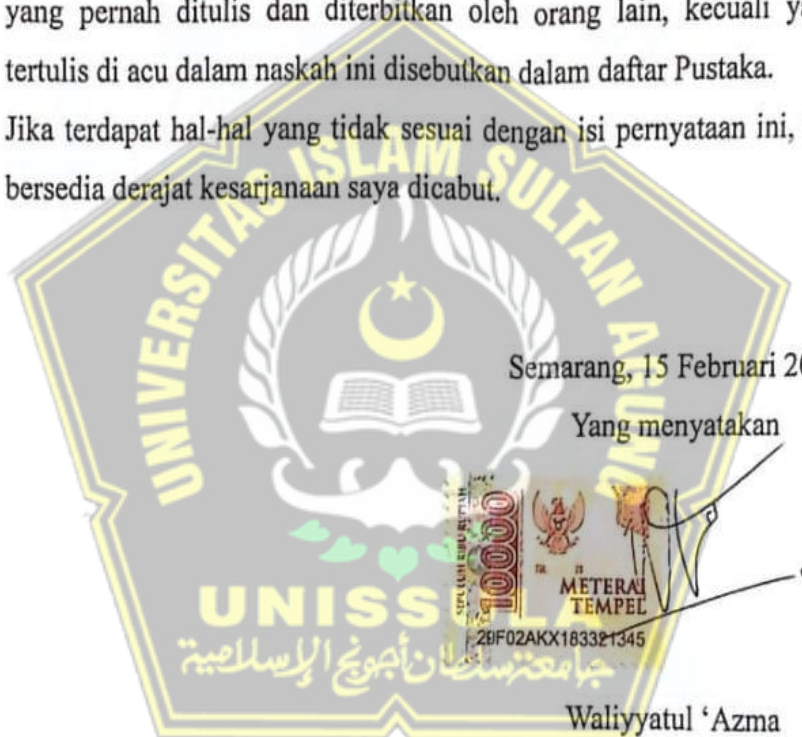 yang pernah ditulis dan diterbitkan oleh orang lain, kecuali
tertulis di acu dalam naskah ini disebutkan dalam daftar Pustaka.
Jika terdapat hal-hal yang tidak sesuai dengan isi pernyataan ini,
bersedia derajat kesarjanaan saya dicabut.
UNIVERSITAS ISLAM SULTAN AGUNG
Semarang, 15 Februari
Yang menyatakan
SEPULUH RIBU RUPIAH
10000
METERAI
TEMPEL
29F02AKX183321345
UNISSULA
جامعة سلطان أجونج الإسلامية
Waliyyatul ‘Azma